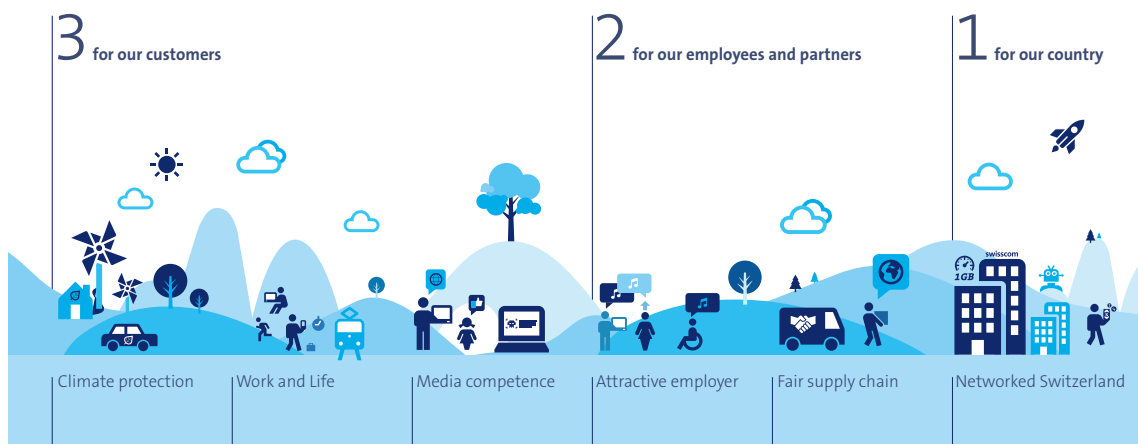 3 for our customers
2 for our employees and partners
1 for our country
swisscom
1GB
Climate protection
Work and Life
Media competence
Attractive employer
Fair supply chain
Networked Switzerland